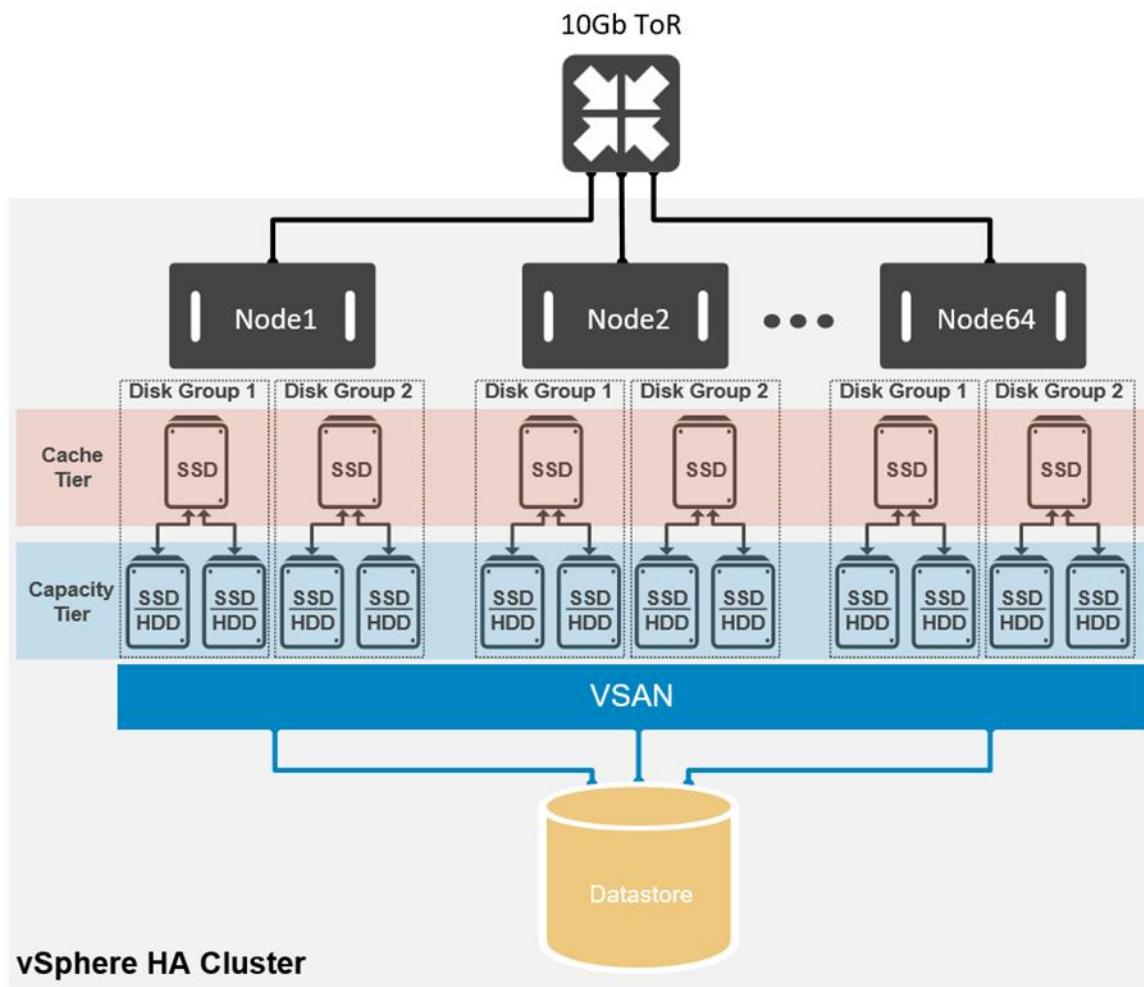 10Gb ToR
Node1
Node2
Node64
Disk Group 1
Disk Group 2
Disk Group 1
Disk Group 2
Disk Group 1
Disk Group 2
Cache
Tier
SSD
SSD
SSD
SSD
SSD
SSD
Capacity
Tier
SSD
HDD
SSD
HDD
SSD
HDD
SSD
HDD
SSD
HDD
SSD
HDD
SSD
HDD
SSD
HDD
SSD
HDD
SSD
HDD
SSD
HDD
SSD
HDD
VSAN
Datastore
vSphere HA Cluster